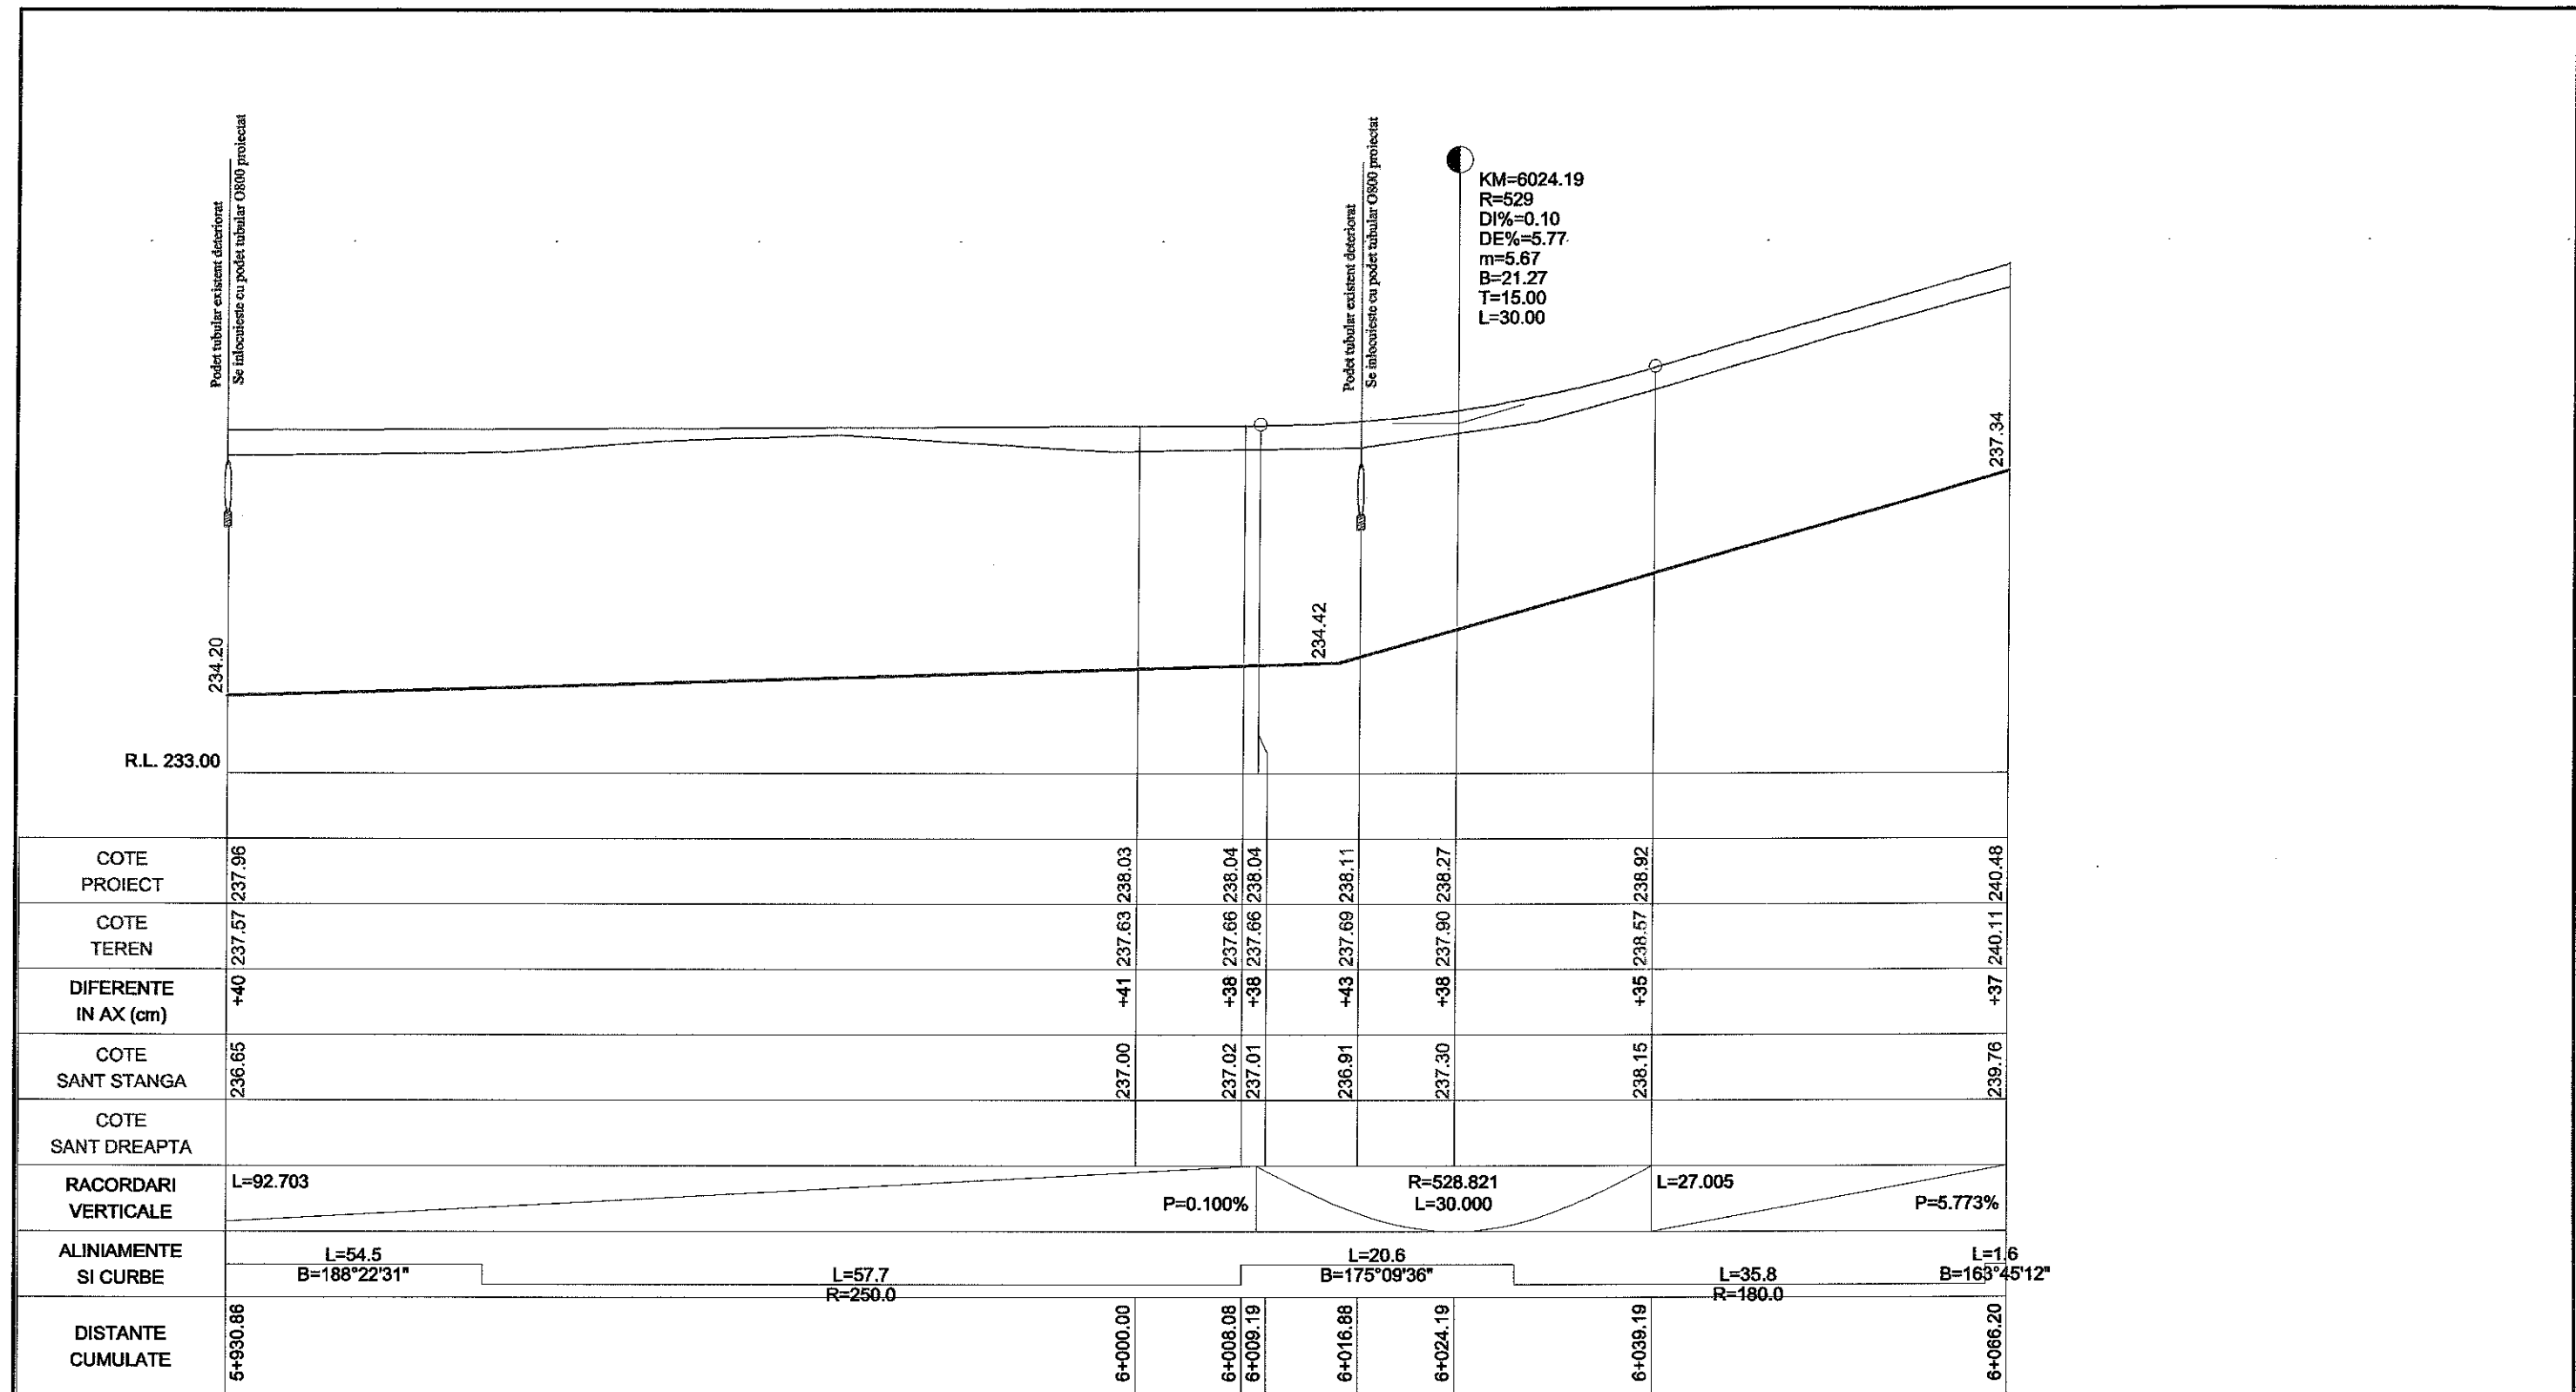 Podet tubular existent deteriorat
Se inlocuieste cu podet tubular O800 proiectat
Podet tubular existent deteriorat
Se inlocuieste cu podet tubular O800 proiectat
KM=6024.19
R=529
DI%=0.10
DE%=5.77
m=5.67
B=21.27
T=15.00
L=30.00
234.20
234.42
237.34
R.L. 233.00
COTE
PROIECT
237.96 238.03 238.04 238.04 238.11 238.27 238.92 240.48
COTE
TEREN
237.57 237.63 237.66 237.66 237.69 237.90 238.57 240.11
DIFERENTE
IN AX (cm)
+40 +41 +38 +38 +43 +38 +35 +37
COTE
SANT STANGA
236.65 237.00 237.02 237.01 236.91 237.30 238.15 239.76
COTE
SANT DREAPTA
RACORDARI
VERTICALE
L=92.703
P=0.100%
R=528.821
L=30.000
L=27.005
P=5.773%
ALINIAMENTE
SI CURBE
L=54.5
B=188°22'31"
L=57.7
R=250.0
L=20.6
B=175°09'36"
L=35.8
R=180.0
L=1.6
B=163°45'12"
DISTANTE
CUMULATE
5+930.86 6+000.00 6+008.08 6+009.19 6+016.88 6+024.19 6+039.19 6+066.20